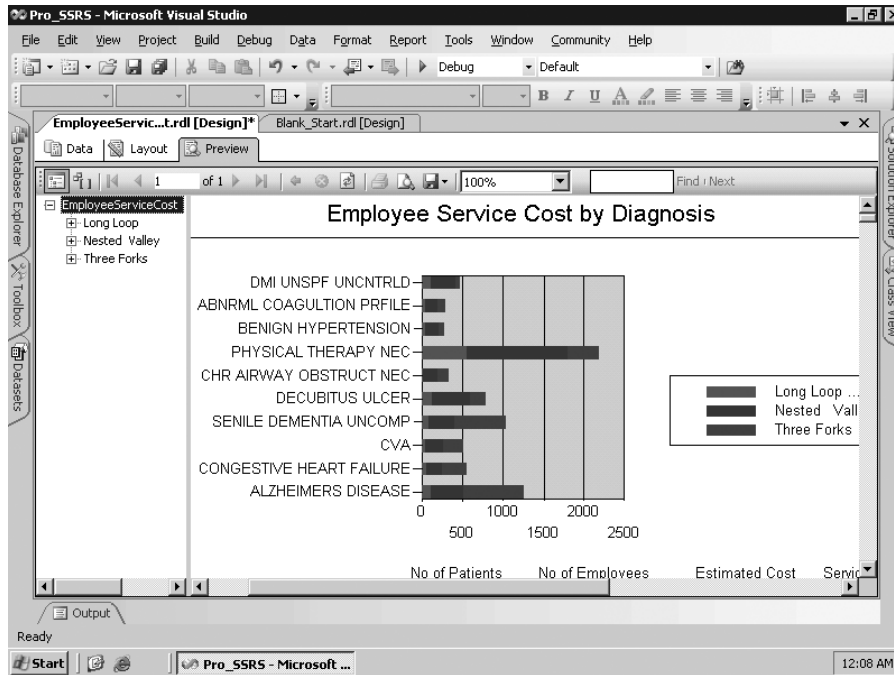 Pro_SSRS - Microsoft Visual Studio
File Edit View Project Build Debug Data Format Report Tools Window Community Help
Debug Default
B I U A
EmployeeServic...t.rdl [Design]* Blank_Start.rdl [Design]
Data Layout Preview
1 of 1 100% Find Next
Database Explorer
Toolbox
Datasets
Solution Explorer
Class View
EmployeeServiceCost
Long Loop
Nested Valley
Three Forks
Employee Service Cost by Diagnosis
DMI UNSPF UNCNTRLD
ABNRML COAGULTION PRFILE
BENIGN HYPERTENSION
PHYSICAL THERAPY NEC
CHR AIRWAY OBSTRUCT NEC
DECUBITUS ULCER
SENILE DEMENTIA UNCOMP
CVA
CONGESTIVE HEART FAILURE
ALZHEIMERS DISEASE
0 1000 2000
500 1500 2500
Long Loop ...
Nested Vall
Three Forks
No of Patients No of Employees Estimated Cost Servic
Output
Ready
Start Pro_SSRS - Microsoft ... 12:08 AM